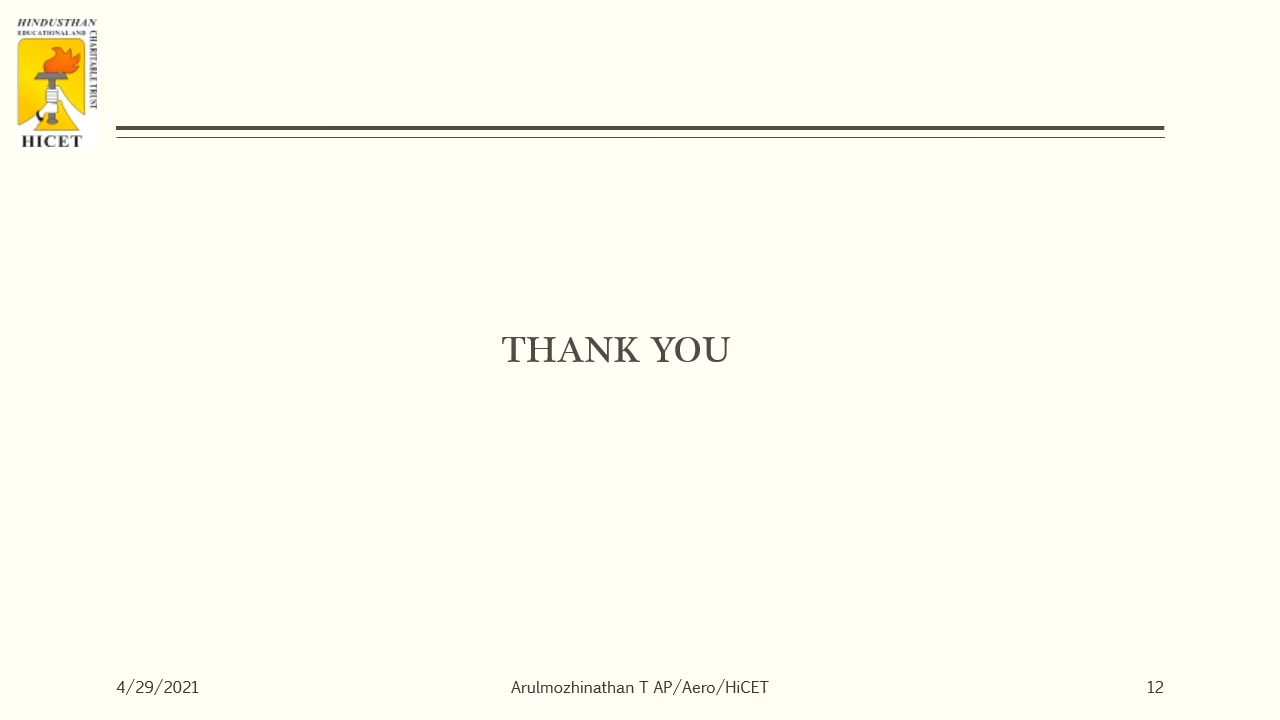 HINDUSTHAN
EDUCATIONAL AND
CHARITABLE TRUST
HICET
THANK YOU
4/29/2021
Arulmozhinathan T AP/Aero/HiCET
12